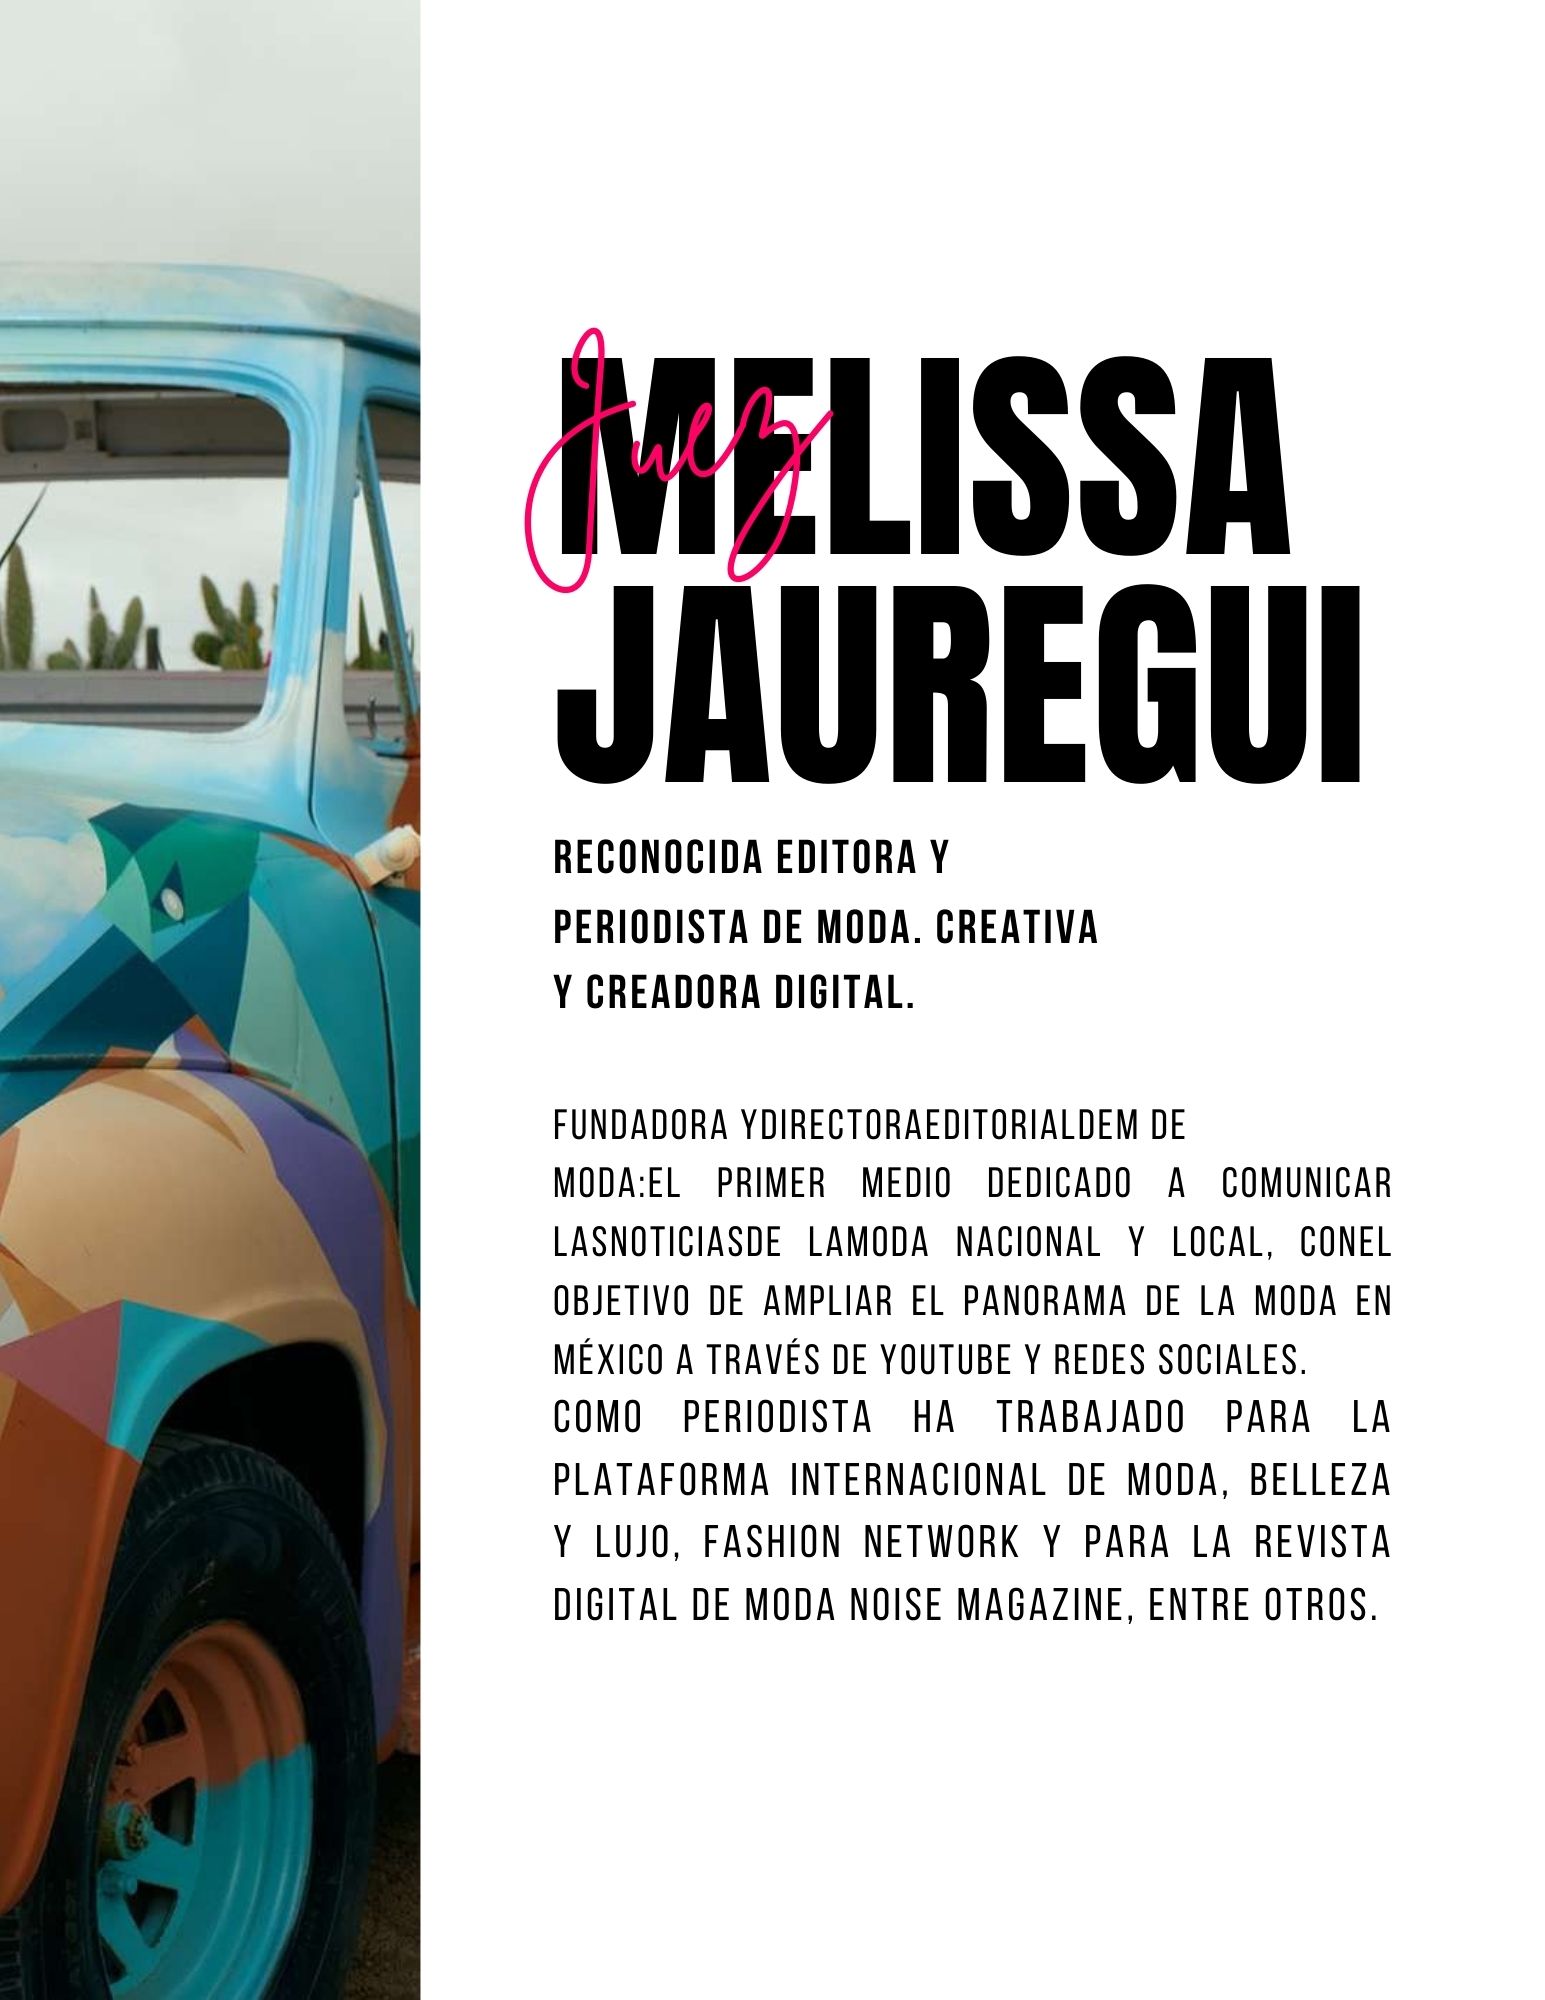 Juez
MELISSA
JAUREGUI
RECONOCIDA EDITORA Y
PERIODISTA DE MODA. CREATIVA
Y CREADORA DIGITAL.
FUNDADORA YDIRECTORAEDITORIALDEM DE
MODA:EL PRIMER MEDIO DEDICADO A COMUNICAR
LASNOTICIASDE LAMODA NACIONAL Y LOCAL, CONEL
OBJETIVO DE AMPLIAR EL PANORAMA DE LA MODA EN
MÉXICO A TRAVÉS DE YOUTUBE Y REDES SOCIALES.
COMO PERIODISTA HA TRABAJADO PARA LA
PLATAFORMA INTERNACIONAL DE MODA, BELLEZA
Y LUJO, FASHION NETWORK Y PARA LA REVISTA
DIGITAL DE MODA NOISE MAGAZINE, ENTRE OTROS.